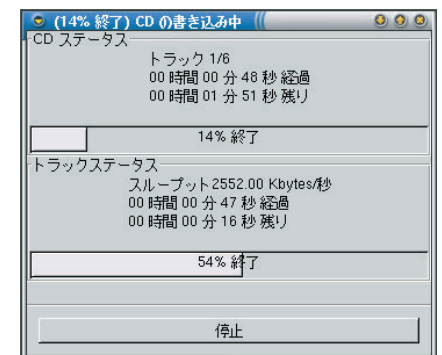 (14% 終了) CD の書き込み中
CD ステータス
トラック 1/6
00 時間 00 分 48 秒 経過
00 時間 01 分 51 秒 残り
14% 終了
トラックステータス
スループット 2552.00 Kbytes/秒
00 時間 00 分 47 秒 経過
00 時間 00 分 16 秒 残り
54% 終了
停止